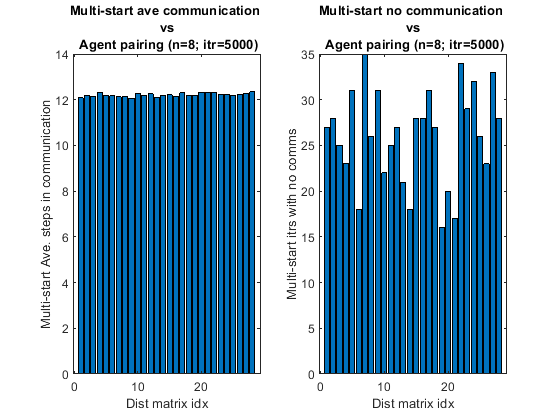 Multi-start ave communication
vs
Agent pairing (n=8; itr=5000)
Multi-start Ave. steps in communication
14
12
10
8
6
4
2
0
0
10
20
Dist matrix idx
Multi-start no communication
vs
Agent pairing (n=8; itr=5000)
Multi-start itrs with no comms
35
30
25
20
15
10
5
0
0
10
20
Dist matrix idx